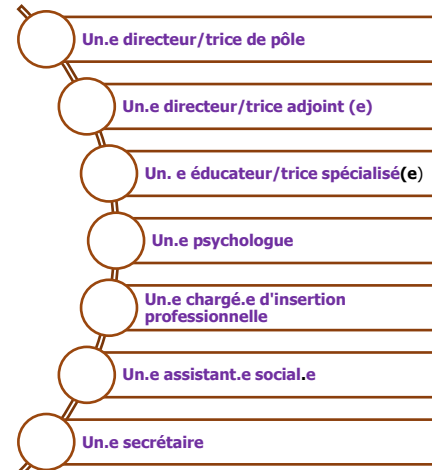 Un.e directeur/trice de pôle
Un.e directeur/trice adjoint (e)
Un. e éducateur/trice spécialisé(e)
Un.e psychologue
Un.e chargé.e d'insertion
professionnelle
Un.e assistant.e social.e
Un.e secrétaire